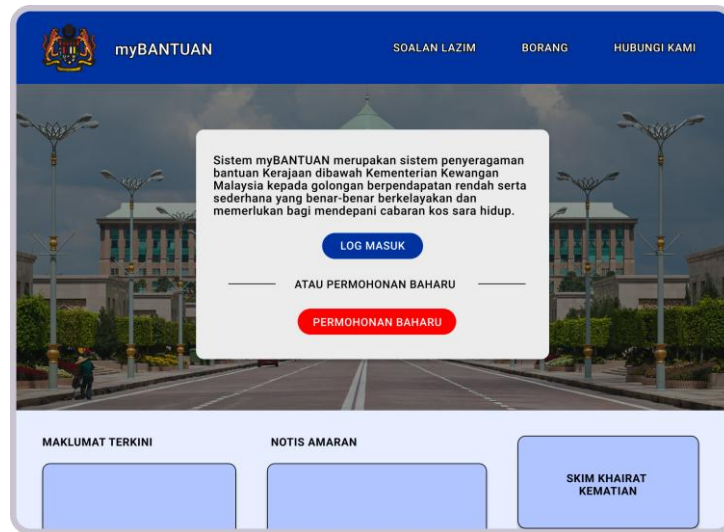 myBANTUAN
SOALAN LAZIM
BORANG
HUBUNGI KAMI
Sistem myBANTUAN merupakan sistem penyeragaman
bantuan Kerajaan dibawah Kementerian Kewangan
Malaysia kepada golongan berpendapatan rendah serta
sederhana yang benar-benar berkelayakan dan
memerlukan bagi mendepani cabaran kos sara hidup.
LOG MASUK
ATAU PERMOHONAN BAHARU
PERMOHONAN BAHARU
MAKLUMAT TERKINI
NOTIS AMARAN
SKIM KHAIRAT
KEMATIAN